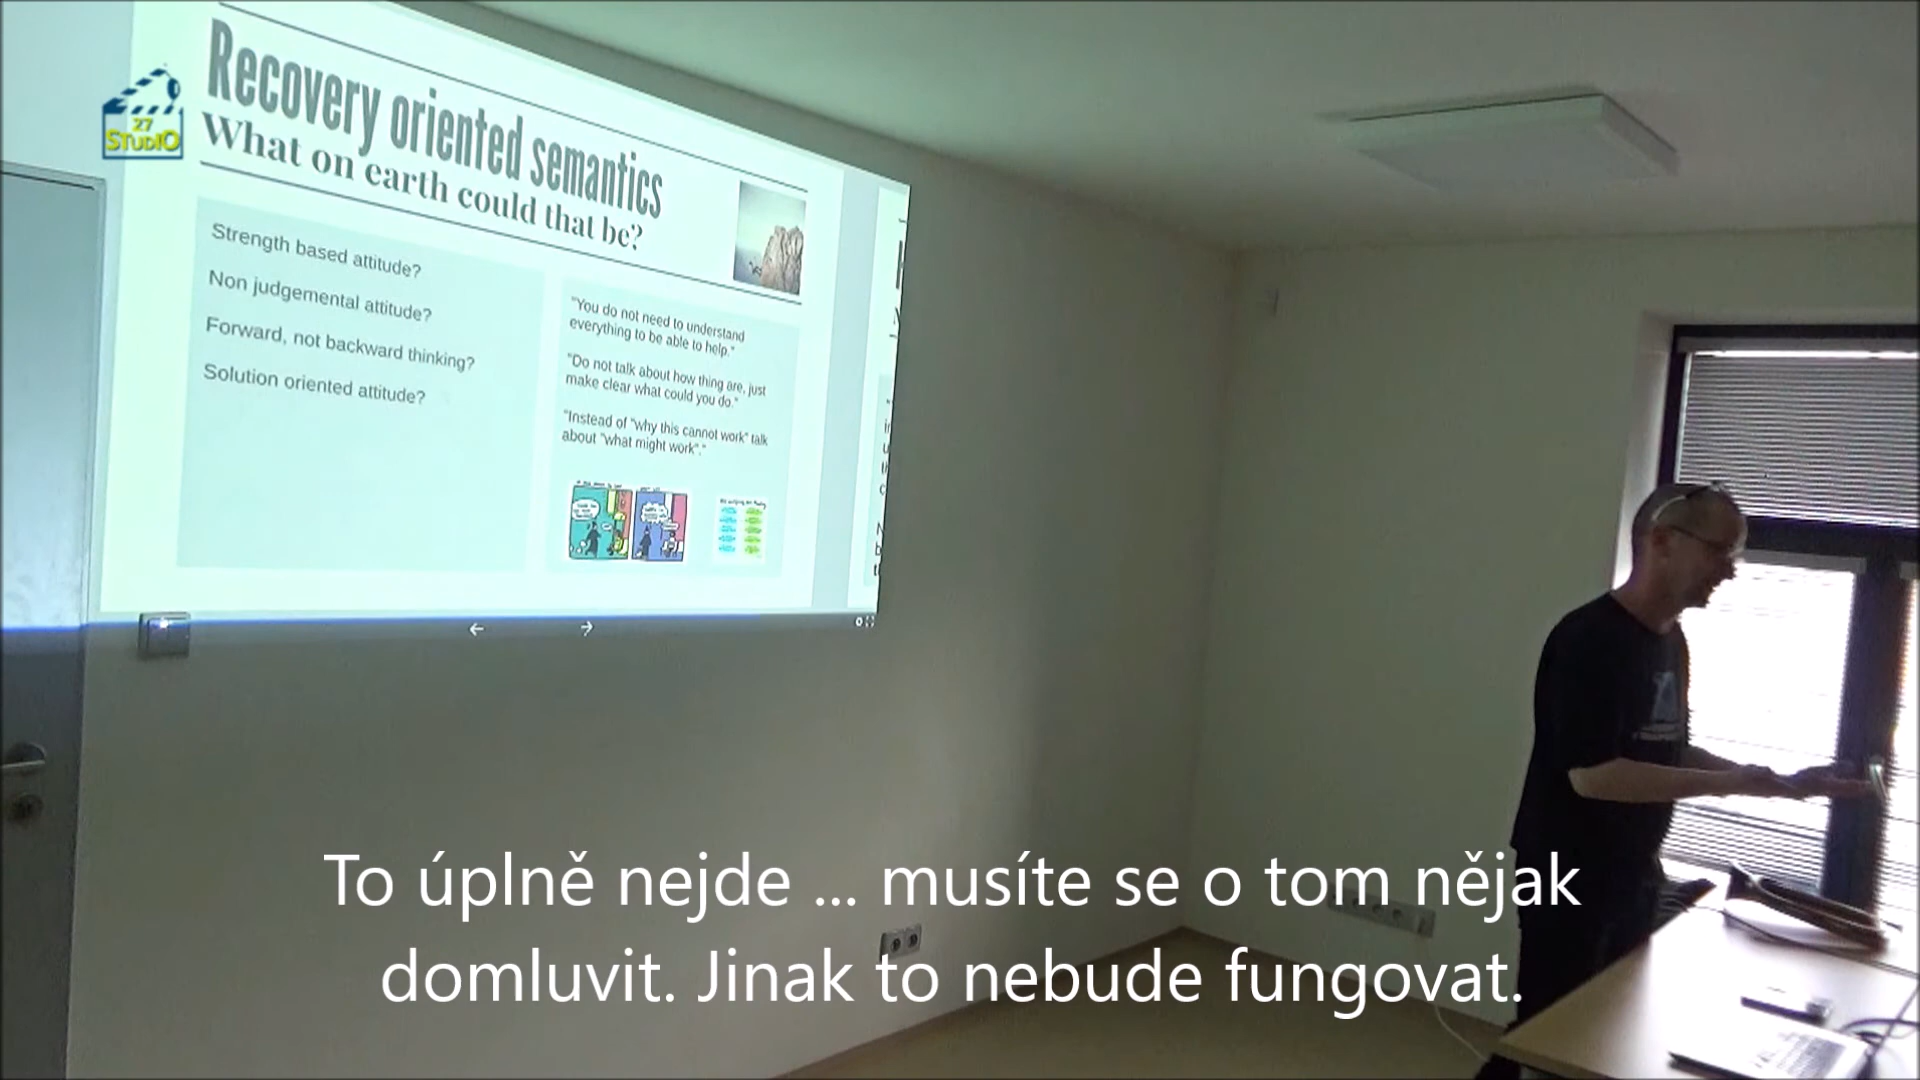 27
STUDIO
Recovery oriented semantics
What on earth could that be?
Strength based attitude?
Non judgemental attitude?
Forward, not backward thinking?
Solution oriented attitude?
"You do not need to understand
everything to be able to help."
"Do not talk about how thing are, just
make clear what could you do."
"Instead of "why this cannot work" talk
about "what might work"."
To úplně nejde ... musíte se o tom nějak
domluvit. Jinak to nebude fungovat.